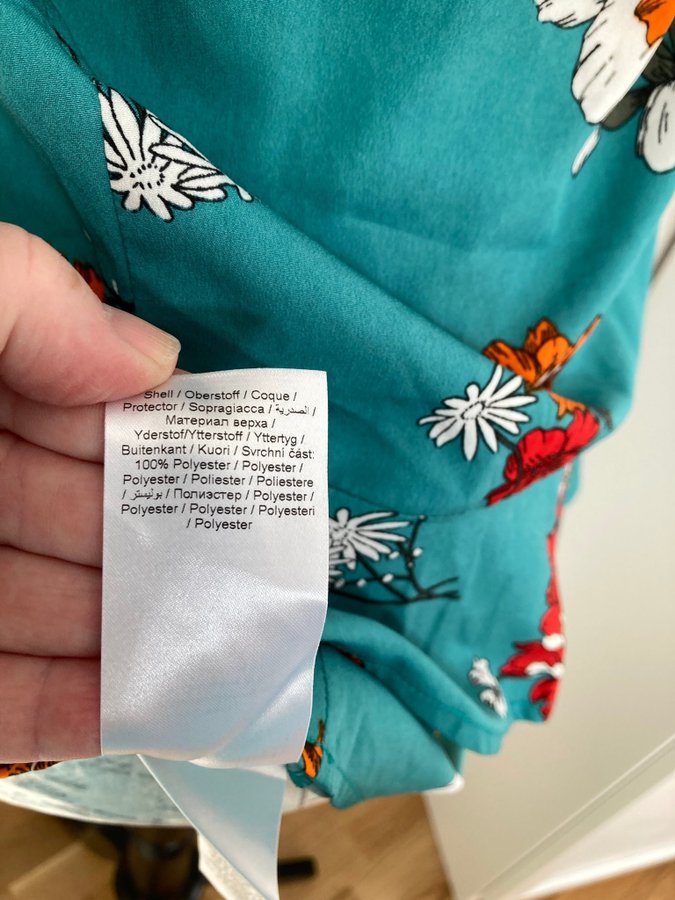 Shell / Oberstoff / Coque /
Protector / Sopragiacca / الصدرية /
Материал верха /
Yderstof/Ytterstoff / Yttertyg /
Buitenkant / Kuori / Svrchní část:
100% Polyester / Polyester /
Polyester / Poliester / Poliestere
/ بوليستر / Полиэстер / Polyester /
Polyester / Polyester / Polyesteri
/ Polyester